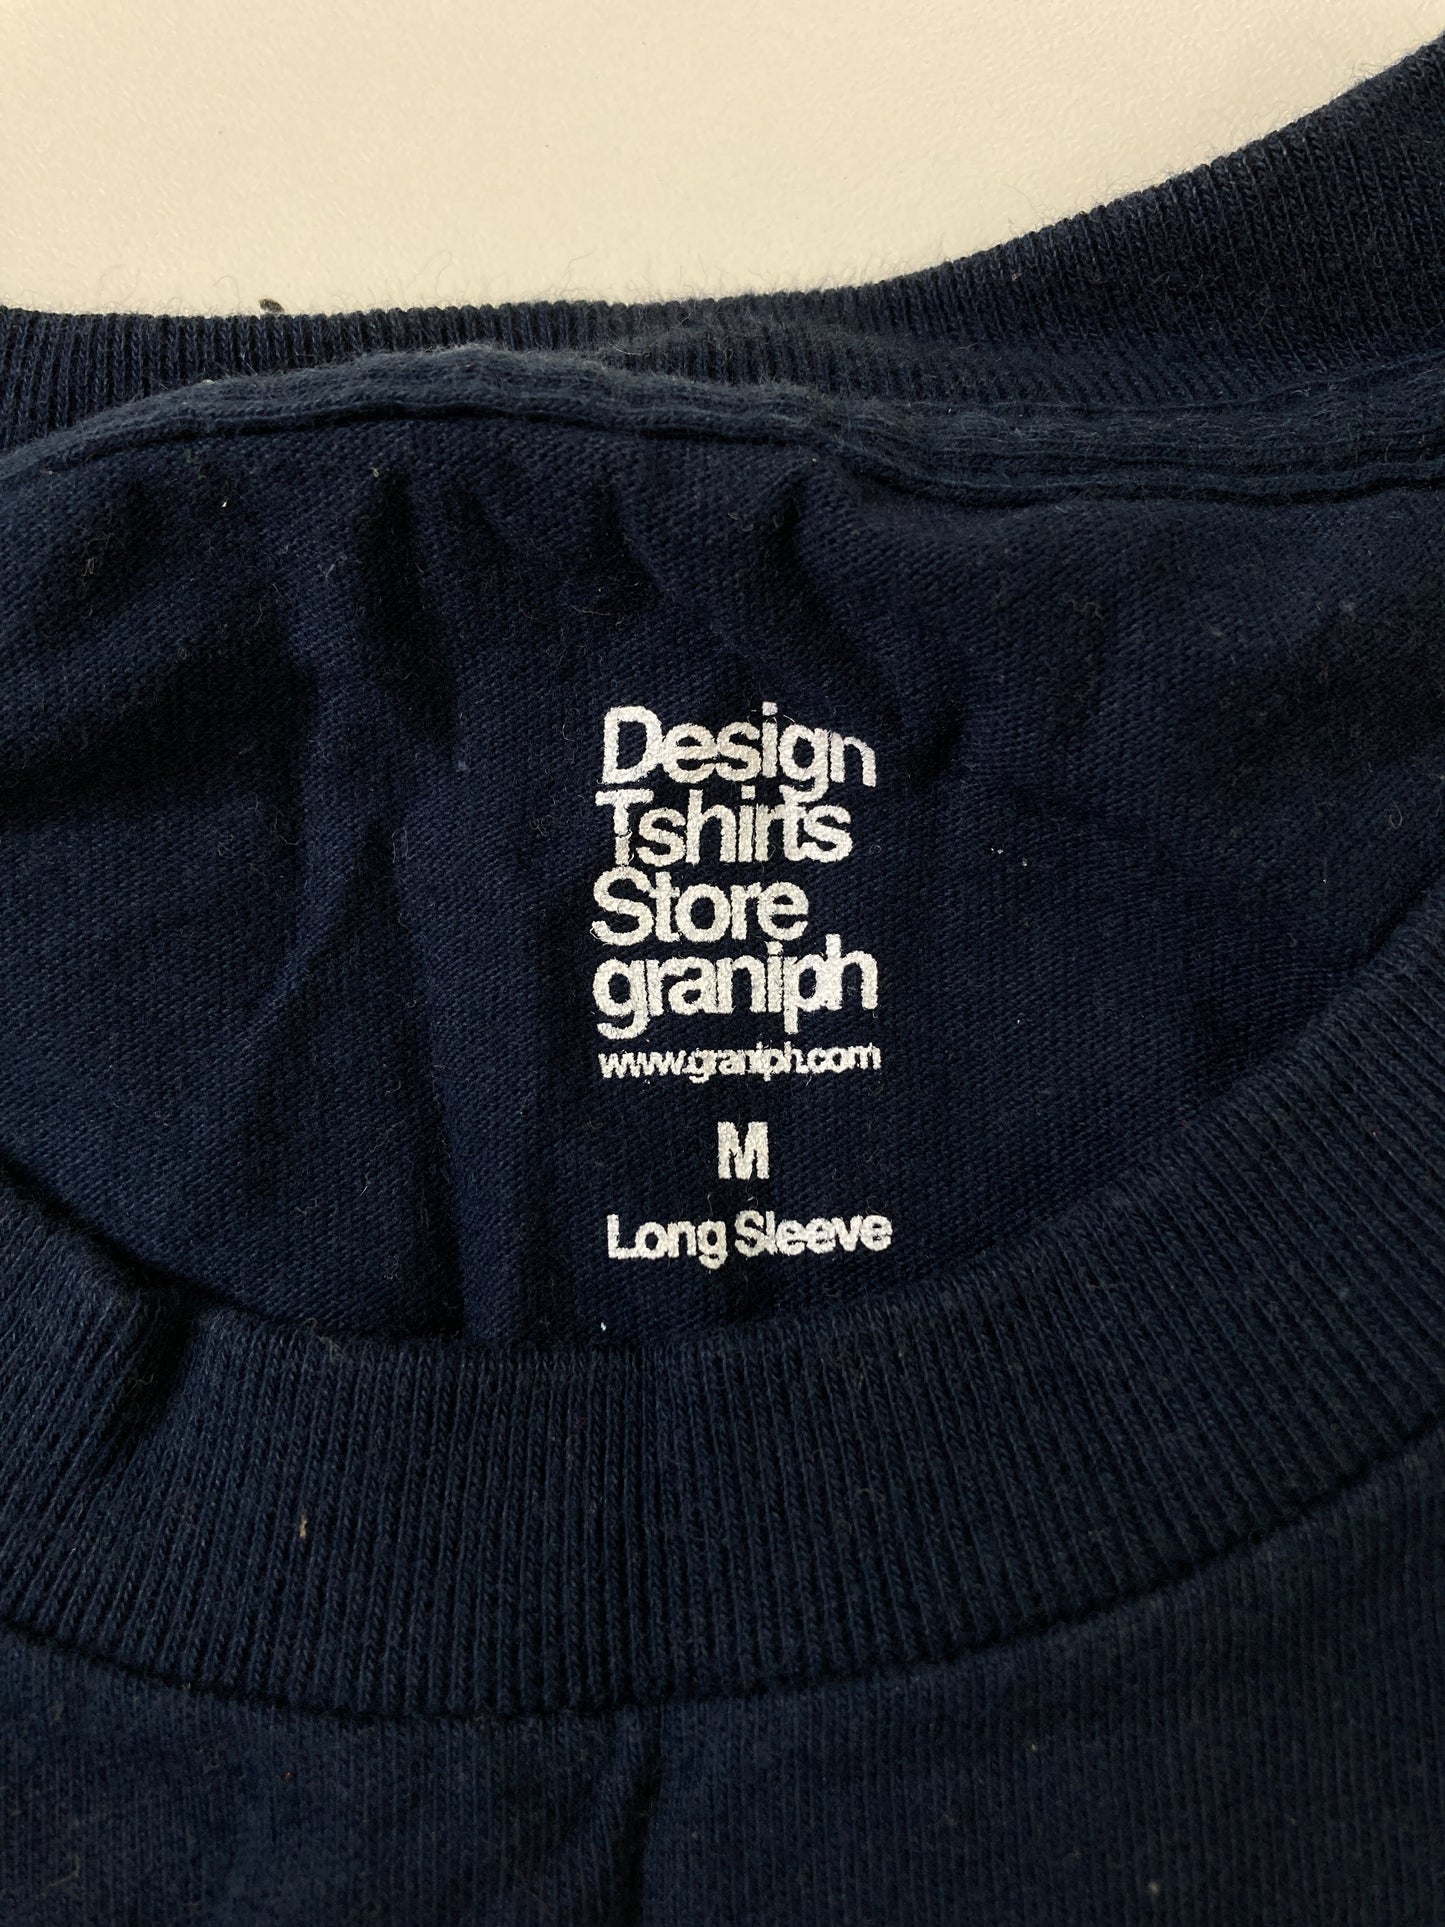 Design
Tshirts
Store
graniph
www.graniph.com
M
Long Sleeve